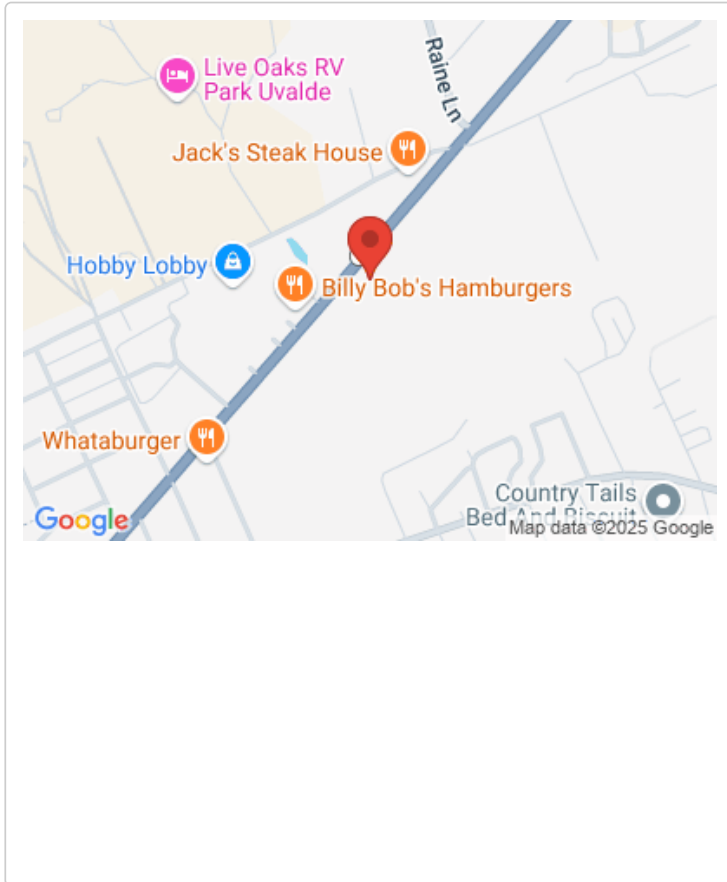 Raine Ln
Live Oaks RV
Park Uvalde
Jack's Steak House
Hobby Lobby
Billy Bob's Hamburgers
Whataburger
Country Tails
Bed And Biscuit
Google
Map data ©2025 Google